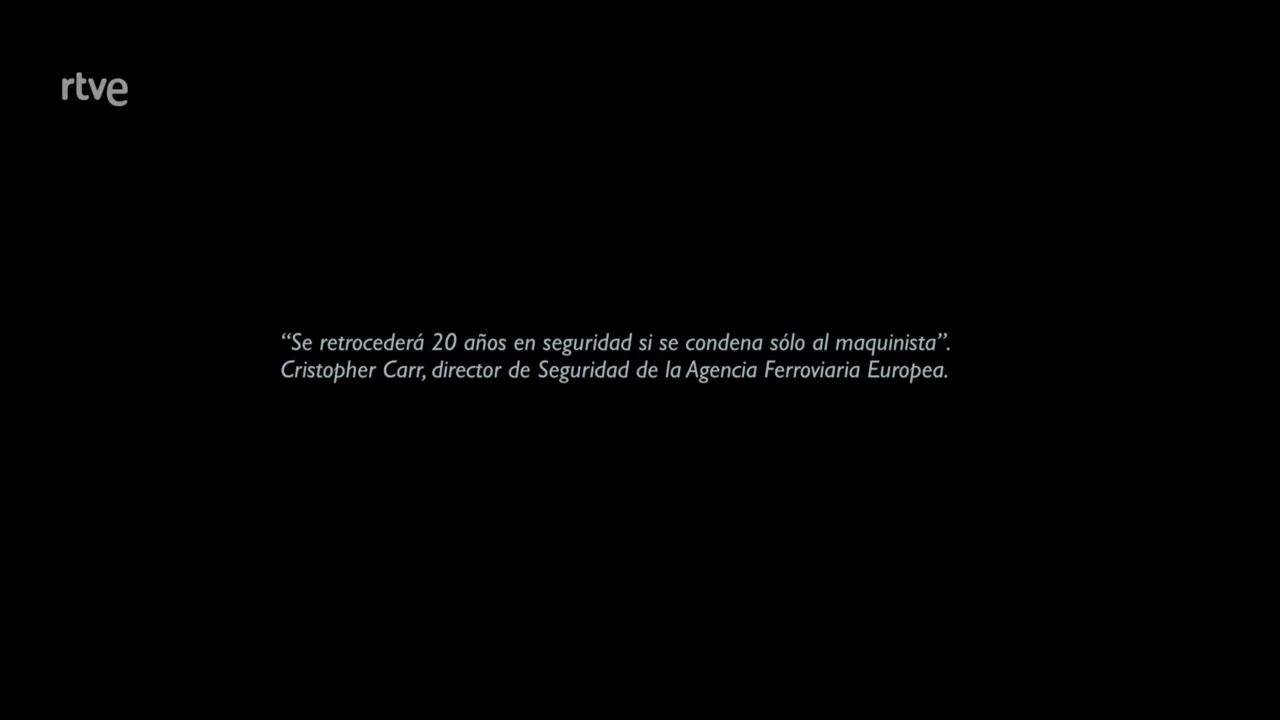 rtve
“Se retrocederá 20 años en seguridad si se condena sólo al maquinista”.
Cristopher Carr, director de Seguridad de la Agencia Ferroviaria Europea.